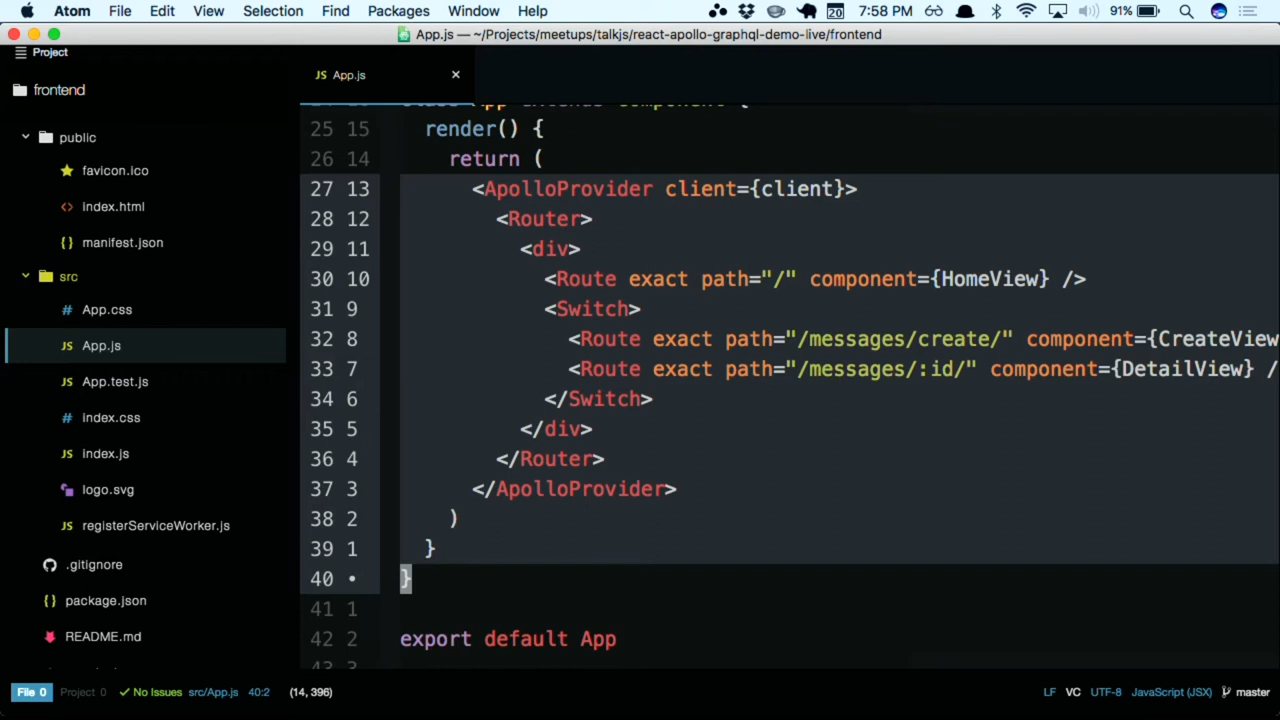 Atom File Edit View Selection Find Packages Window Help 20 7:58 PM 91%
App.js — ~/Projects/meetups/talkjs/react-apollo-graphql-demo-live/frontend
Project
JS App.js ×
frontend
public
favicon.ico
<> index.html
{} manifest.json
src
# App.css
JS App.js
JS App.test.js
# index.css
JS index.js
logo.svg
JS registerServiceWorker.js
.gitignore
{} package.json
README.md
25 15 render() {
26 14 return (
27 13 <ApolloProvider client={client}>
28 12 <Router>
29 11 <div>
30 10 <Route exact path="/" component={HomeView} />
31 9 <Switch>
32 8 <Route exact path="/messages/create/" component={CreateView
33 7 <Route exact path="/messages/:id/" component={DetailView} /
34 6 </Switch>
35 5 </div>
36 4 </Router>
37 3 </ApolloProvider>
38 2 )
39 1 }
40 • }
41 1
42 2 export default App
43 3
File 0 Project 0 ✓ No Issues src/App.js 40:2 (14, 396) LF VC UTF-8 JavaScript (JSX) master